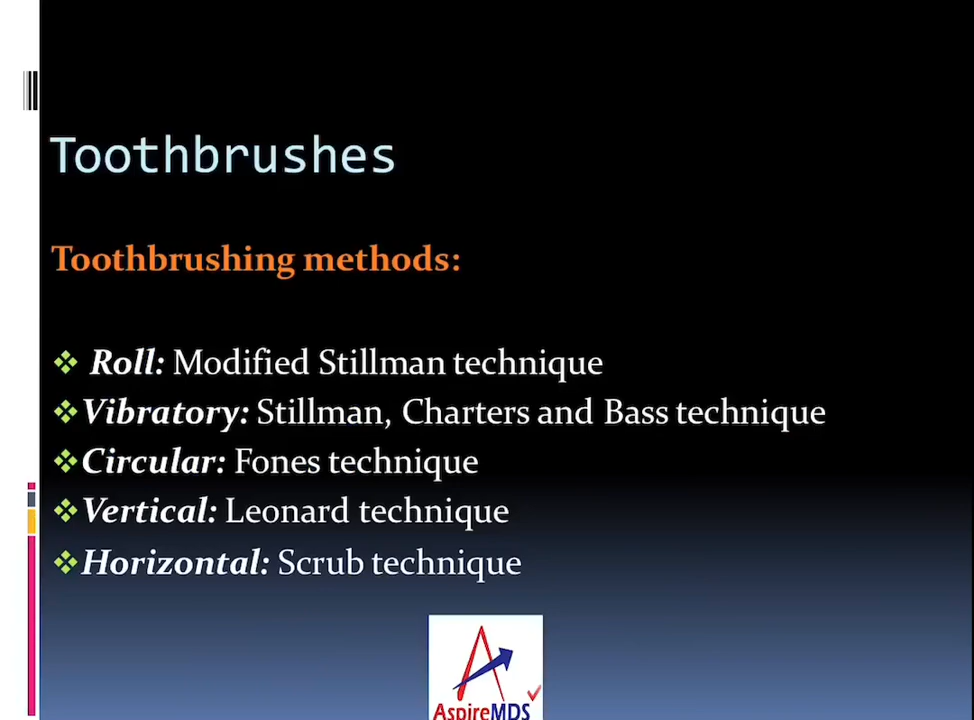 Toothbrushes
Toothbrushing methods:
Roll: Modified Stillman technique
Vibratory: Stillman, Charters and Bass technique
Circular: Fones technique
Vertical: Leonard technique
Horizontal: Scrub technique
AspireMDS